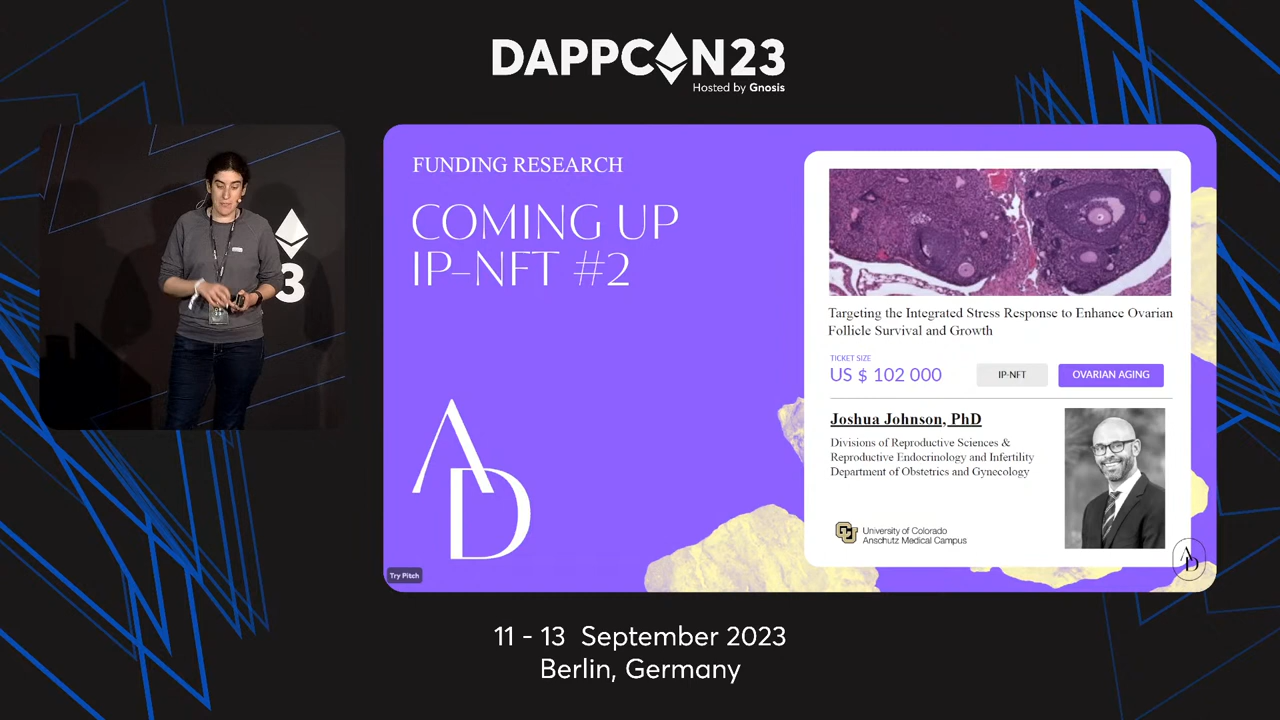 DAPPCON23
Hosted by Gnosis
3
FUNDING RESEARCH
COMING UP
IP-NFT #2
AD
Try Pitch
Targeting the Integrated Stress Response to Enhance Ovarian
Follicle Survival and Growth
TICKET SIZE
US $ 102 000
IP-NFT
OVARIAN AGING
Joshua Johnson, PhD
Divisions of Reproductive Sciences &
Reproductive Endocrinology and Infertility
Department of Obstetrics and Gynecology
University of Colorado
Anschutz Medical Campus
AD
11 - 13 September 2023
Berlin, Germany